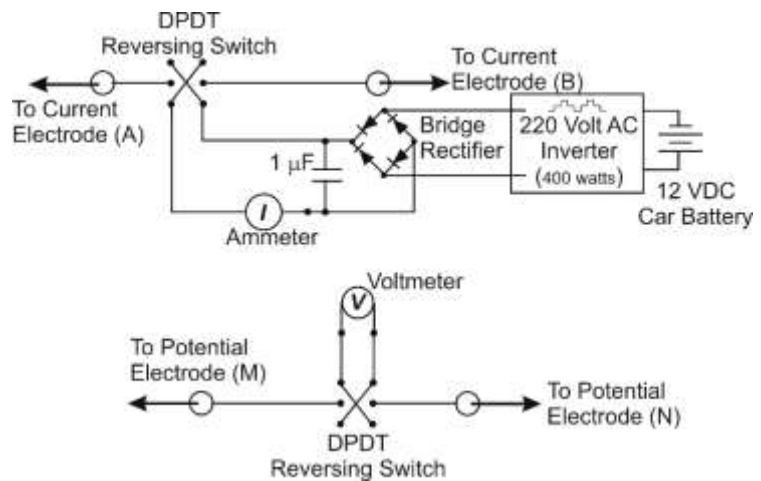 DPDT
Reversing Switch
To Current
Electrode (A)
To Current
Electrode (B)
Bridge
Rectifier
220 Volt AC
Inverter
(400 watts)
12 VDC
Car Battery
1 μF
I
Ammeter
Voltmeter
V
To Potential
Electrode (M)
To Potential
Electrode (N)
DPDT
Reversing Switch